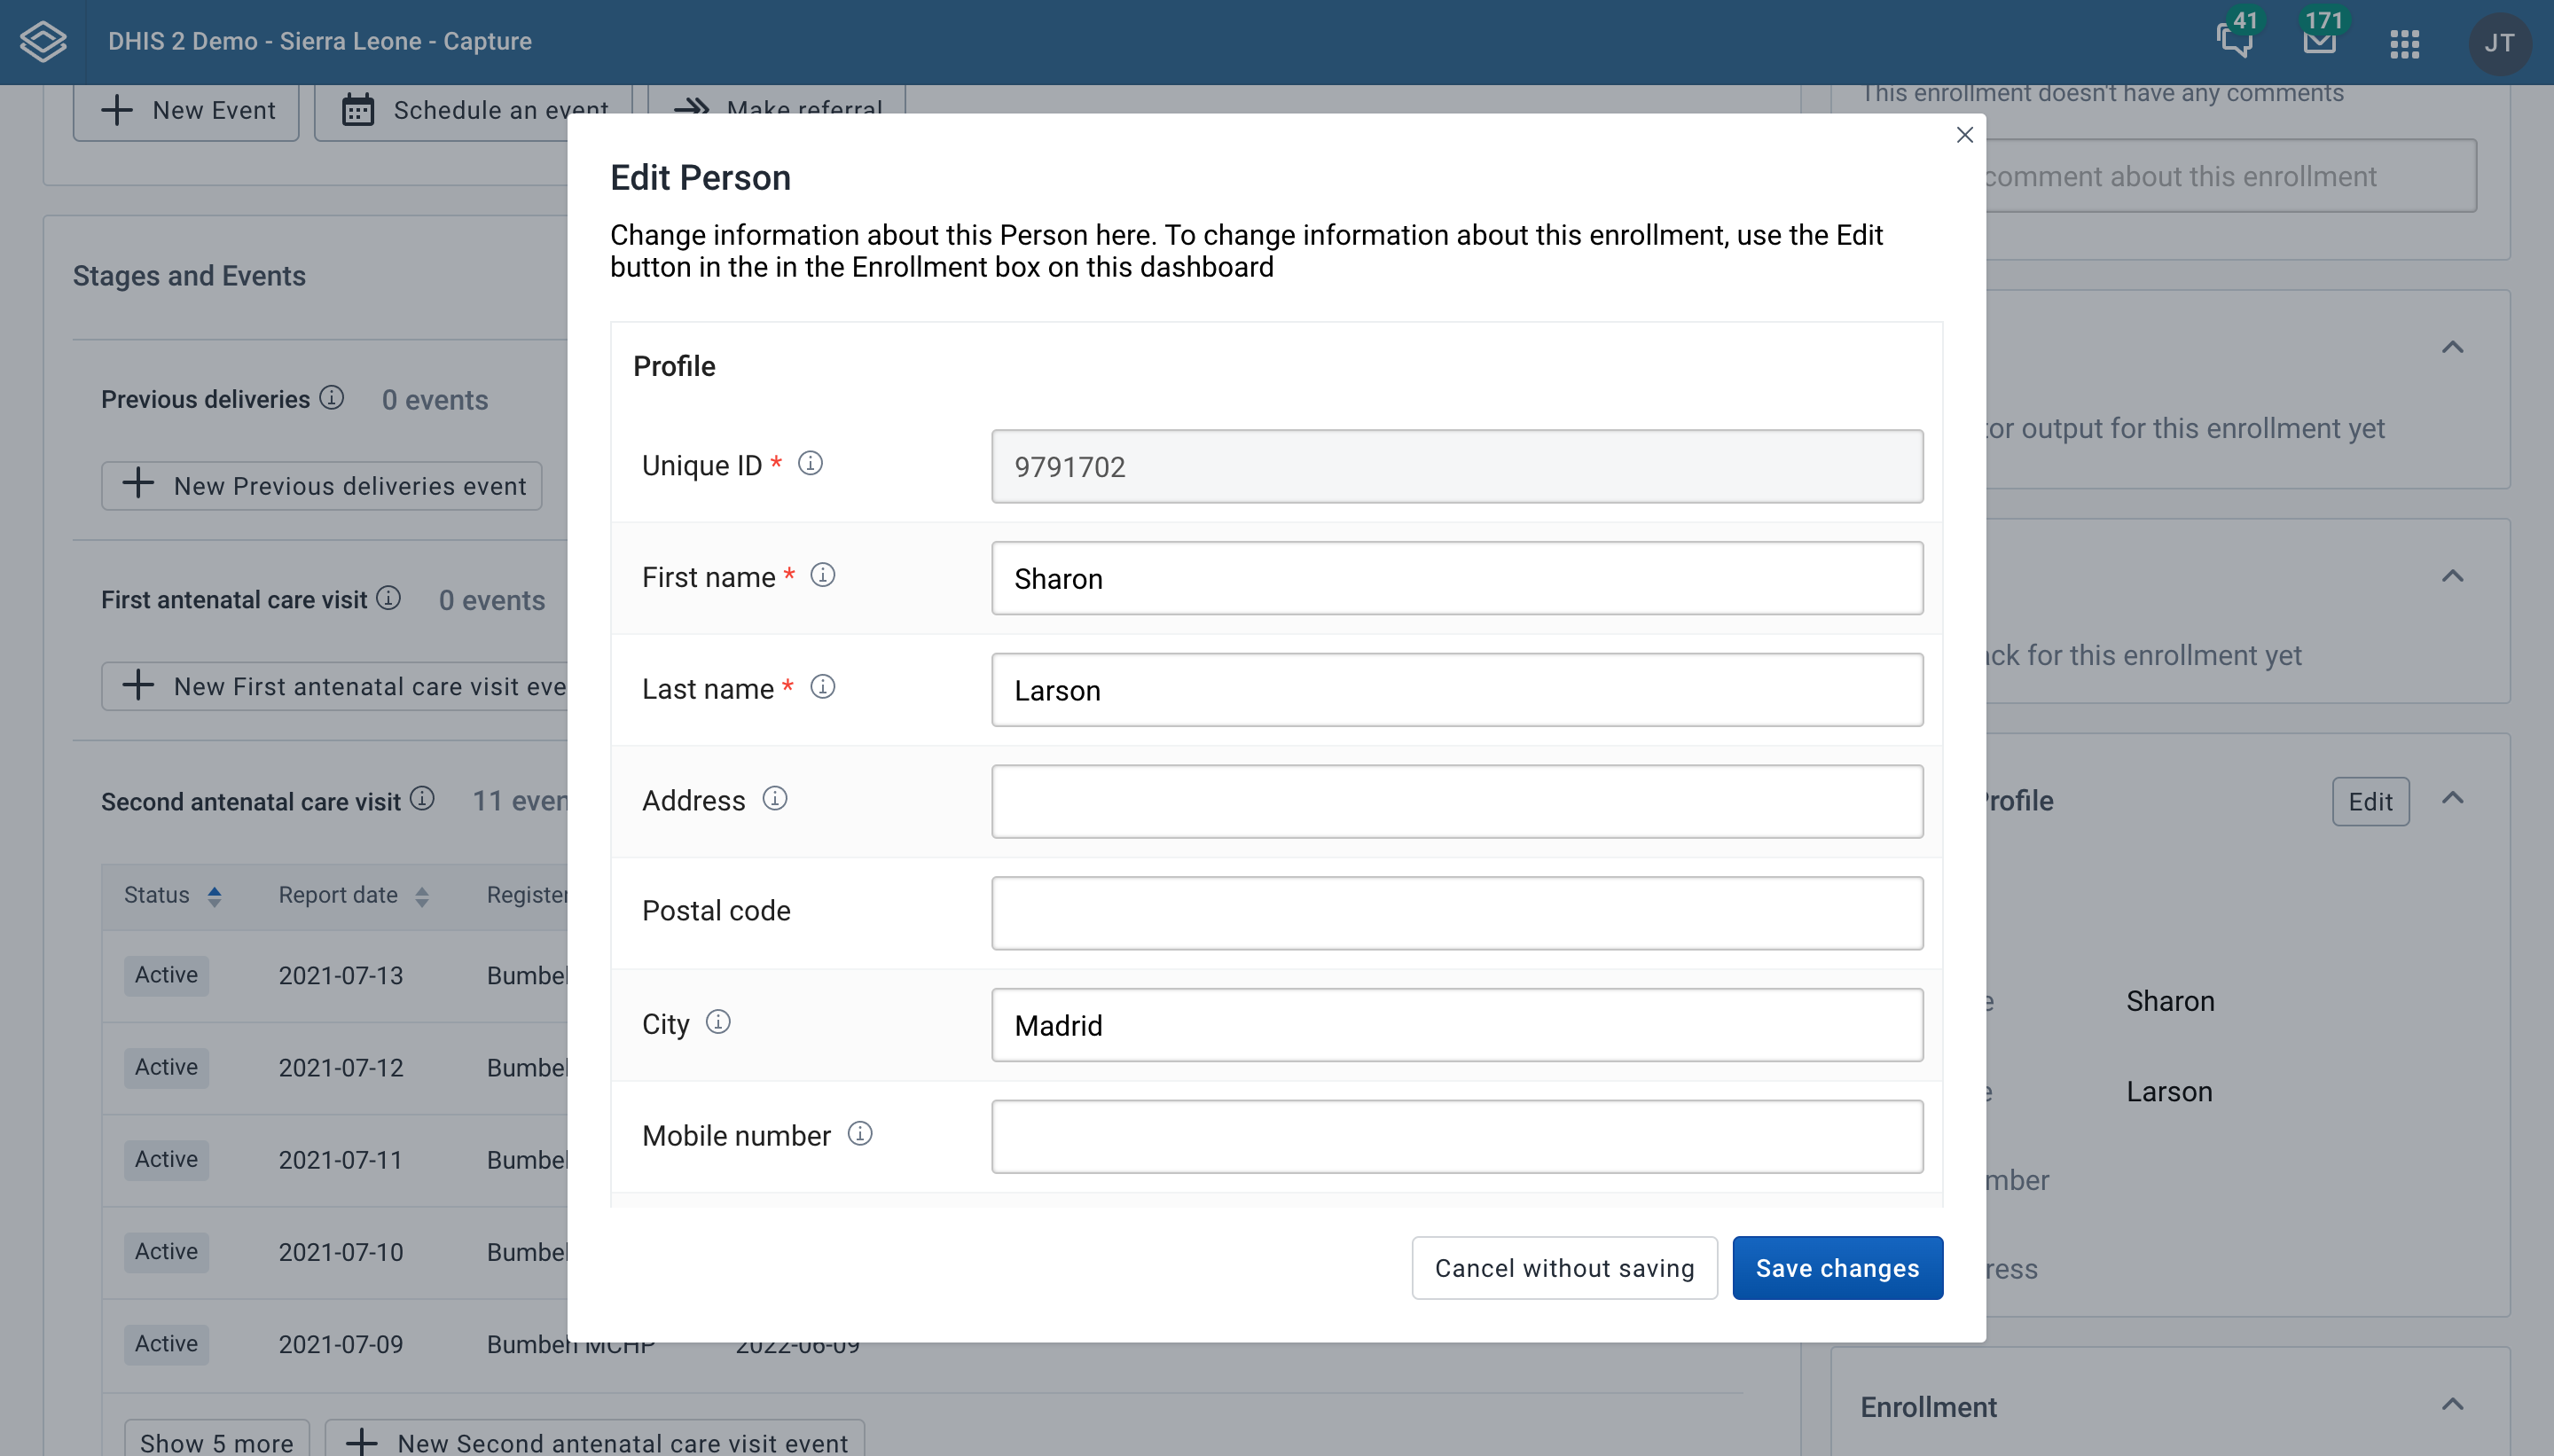 DHIS 2 Demo - Sierra Leone - Capture
41
171
JT
New Event
Schedule an event
Make referral
This enrollment doesn't have any comments
comment about this enrollment
Edit Person
Change information about this Person here. To change information about this enrollment, use the Edit
button in the in the Enrollment box on this dashboard
Stages and Events
Previous deliveries
0 events
New Previous deliveries event
First antenatal care visit
0 events
New First antenatal care visit eve
Second antenatal care visit
11 even
Status
Report date
Register
Active
2021-07-13
Bumbeh
Active
2021-07-12
Bumbeh
Active
2021-07-11
Bumbeh
Active
2021-07-10
Bumbeh
Active
2021-07-09
Bumbeh MCHP
2022-06-09
Show 5 more
New Second antenatal care visit event
Profile
Unique ID *
9791702
First name *
Sharon
Last name *
Larson
Address
Postal code
City
Madrid
Mobile number
Cancel without saving
Save changes
tor output for this enrollment yet
ack for this enrollment yet
Profile
Edit
e
Sharon
e
Larson
mber
ress
Enrollment